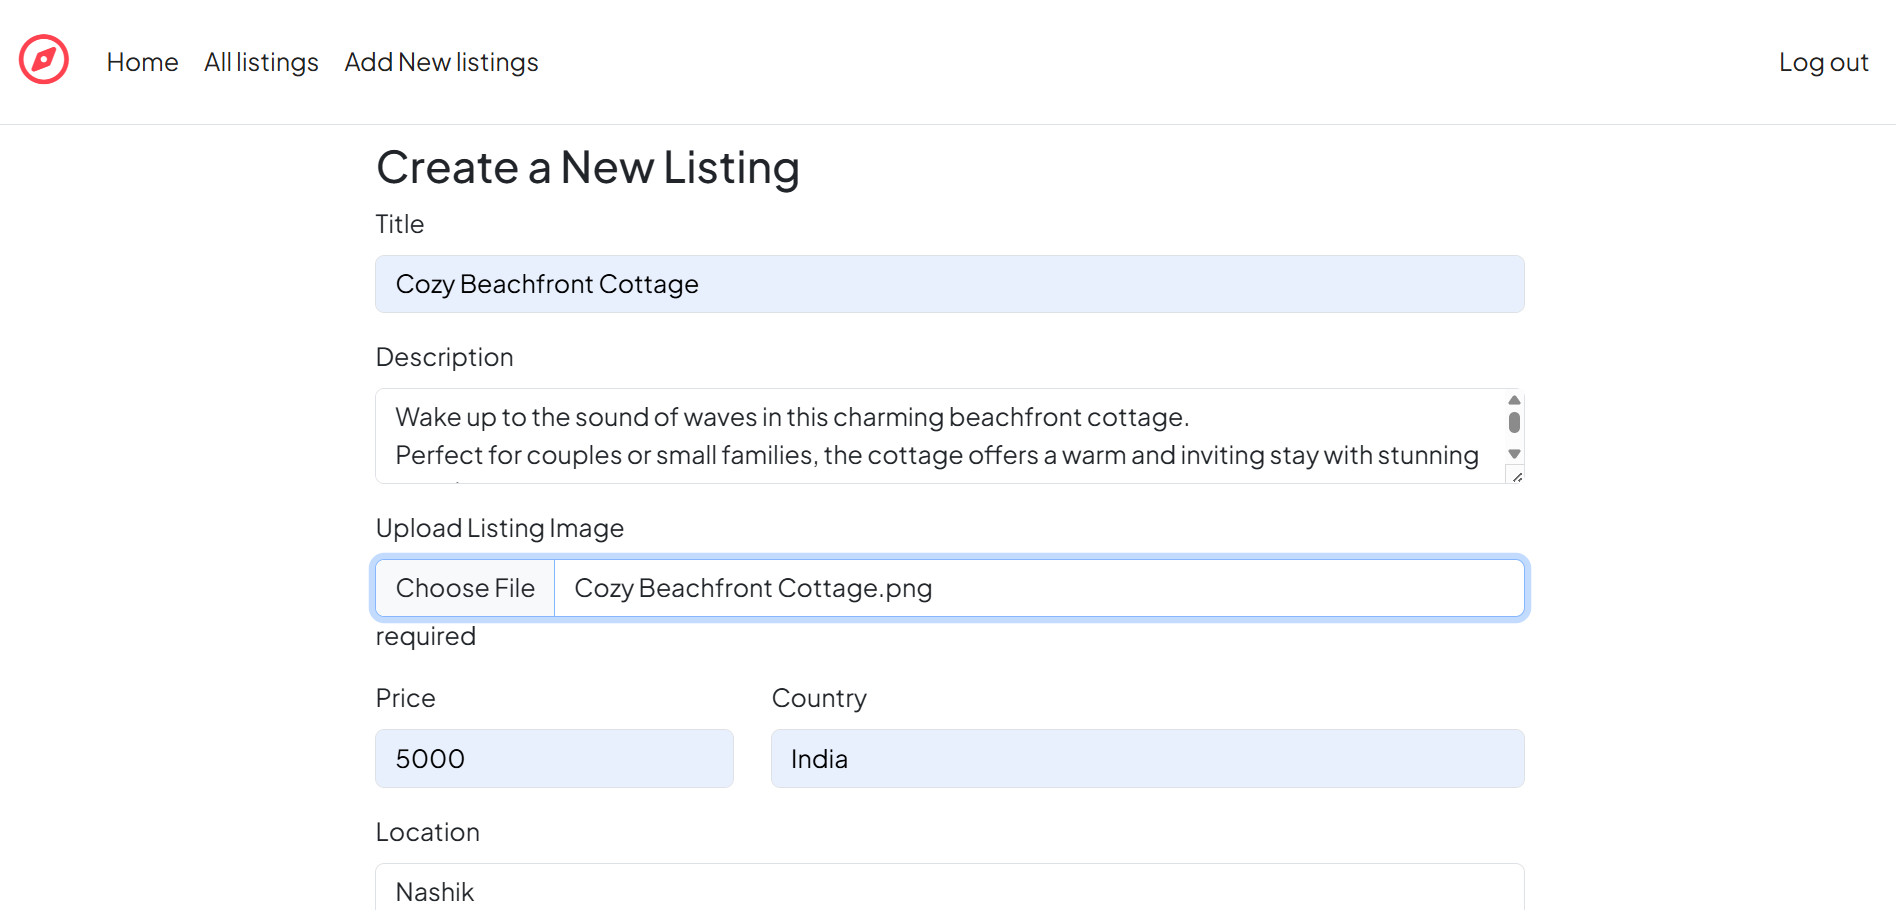 Home All listings Add New listings Log out
Create a New Listing
Title
Cozy Beachfront Cottage
Description
Wake up to the sound of waves in this charming beachfront cottage.
Perfect for couples or small families, the cottage offers a warm and inviting stay with stunning
Upload Listing Image
Choose File Cozy Beachfront Cottage.png
required
Price Country
5000 India
Location
Nashik